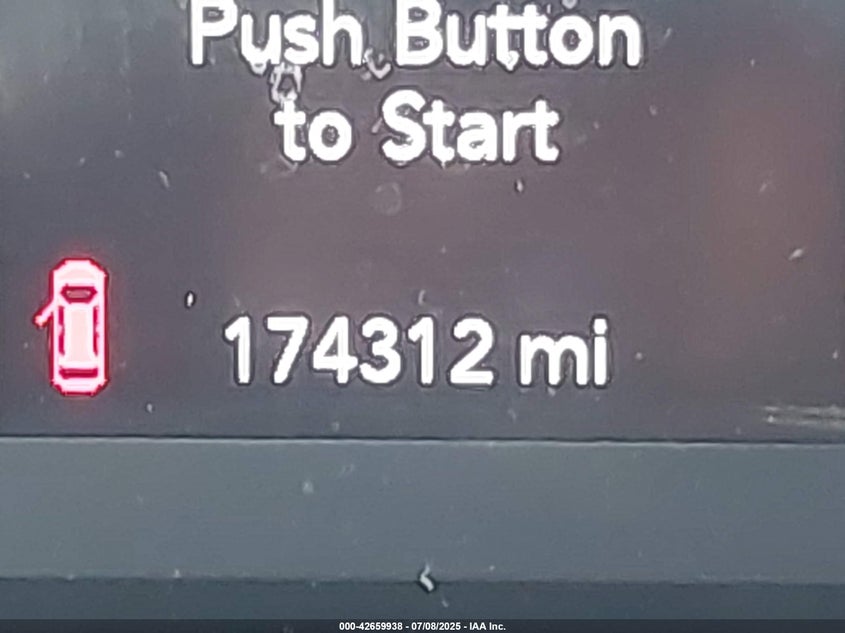 Push Button
to Start
174312 mi
000-42659938 - 07/08/2025 - IAA Inc.